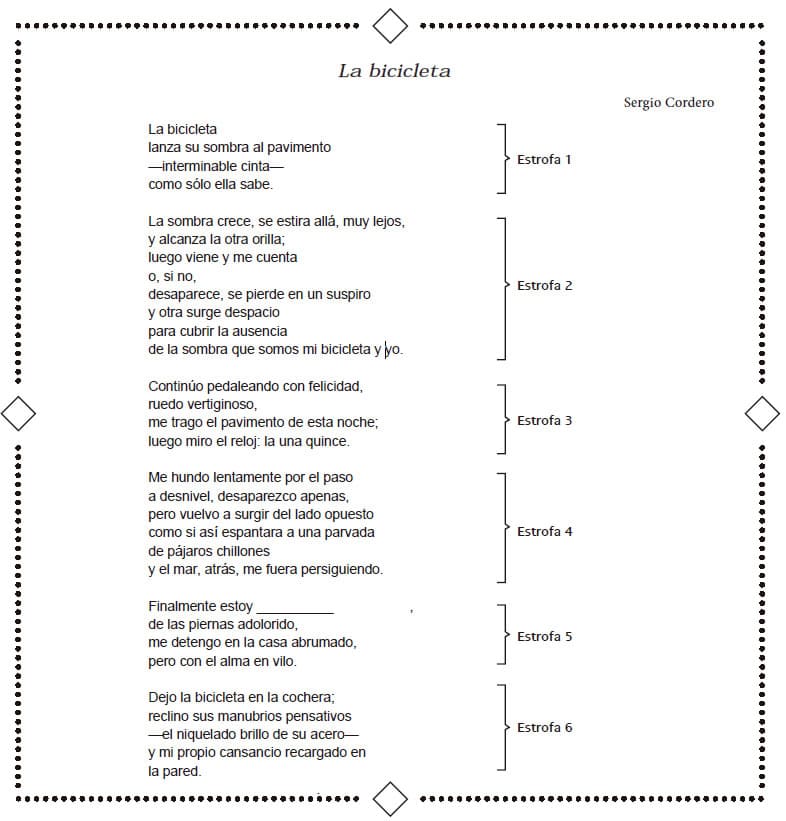 La bicicleta
Sergio Cordero
La bicicleta
lanza su sombra al pavimento
—interminable cinta—
como sólo ella sabe.
Estrofa 1
La sombra crece, se estira allá, muy lejos,
y alcanza la otra orilla;
luego viene y me cuenta
o, si no,
desaparece, se pierde en un suspiro
y otra surge despacio
para cubrir la ausencia
de la sombra que somos mi bicicleta y yo.
Estrofa 2
Continúo pedaleando con felicidad,
ruedo vertiginoso,
me trago el pavimento de esta noche;
luego miro el reloj: la una quince.
Estrofa 3
Me hundo lentamente por el paso
a desnivel, desaparezco apenas,
pero vuelvo a surgir del lado opuesto
como si así espantara a una parvada
de pájaros chillones
y el mar, atrás, me fuera persiguiendo.
Estrofa 4
Finalmente estoy __________ ,
de las piernas adolorido,
me detengo en la casa abrumado,
pero con el alma en vilo.
Estrofa 5
Dejo la bicicleta en la cochera;
reclino sus manubrios pensativos
—el niquelado brillo de su acero—
y mi propio cansancio recargado en
la pared.
Estrofa 6